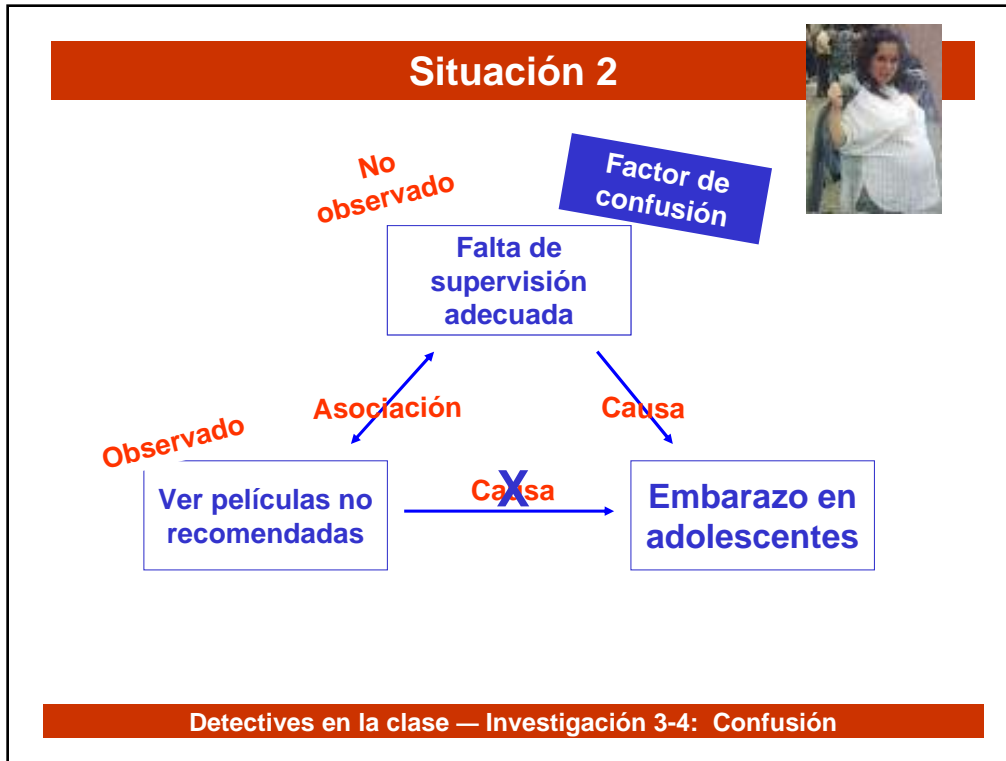 Situación 2
No
observado
Factor de
confusión
Falta de
supervisión
adecuada
Asociación
Causa
Observado
Ver películas no
recomendadas
Causa
X
Embarazo en
adolescentes
Detectives en la clase — Investigación 3-4: Confusión